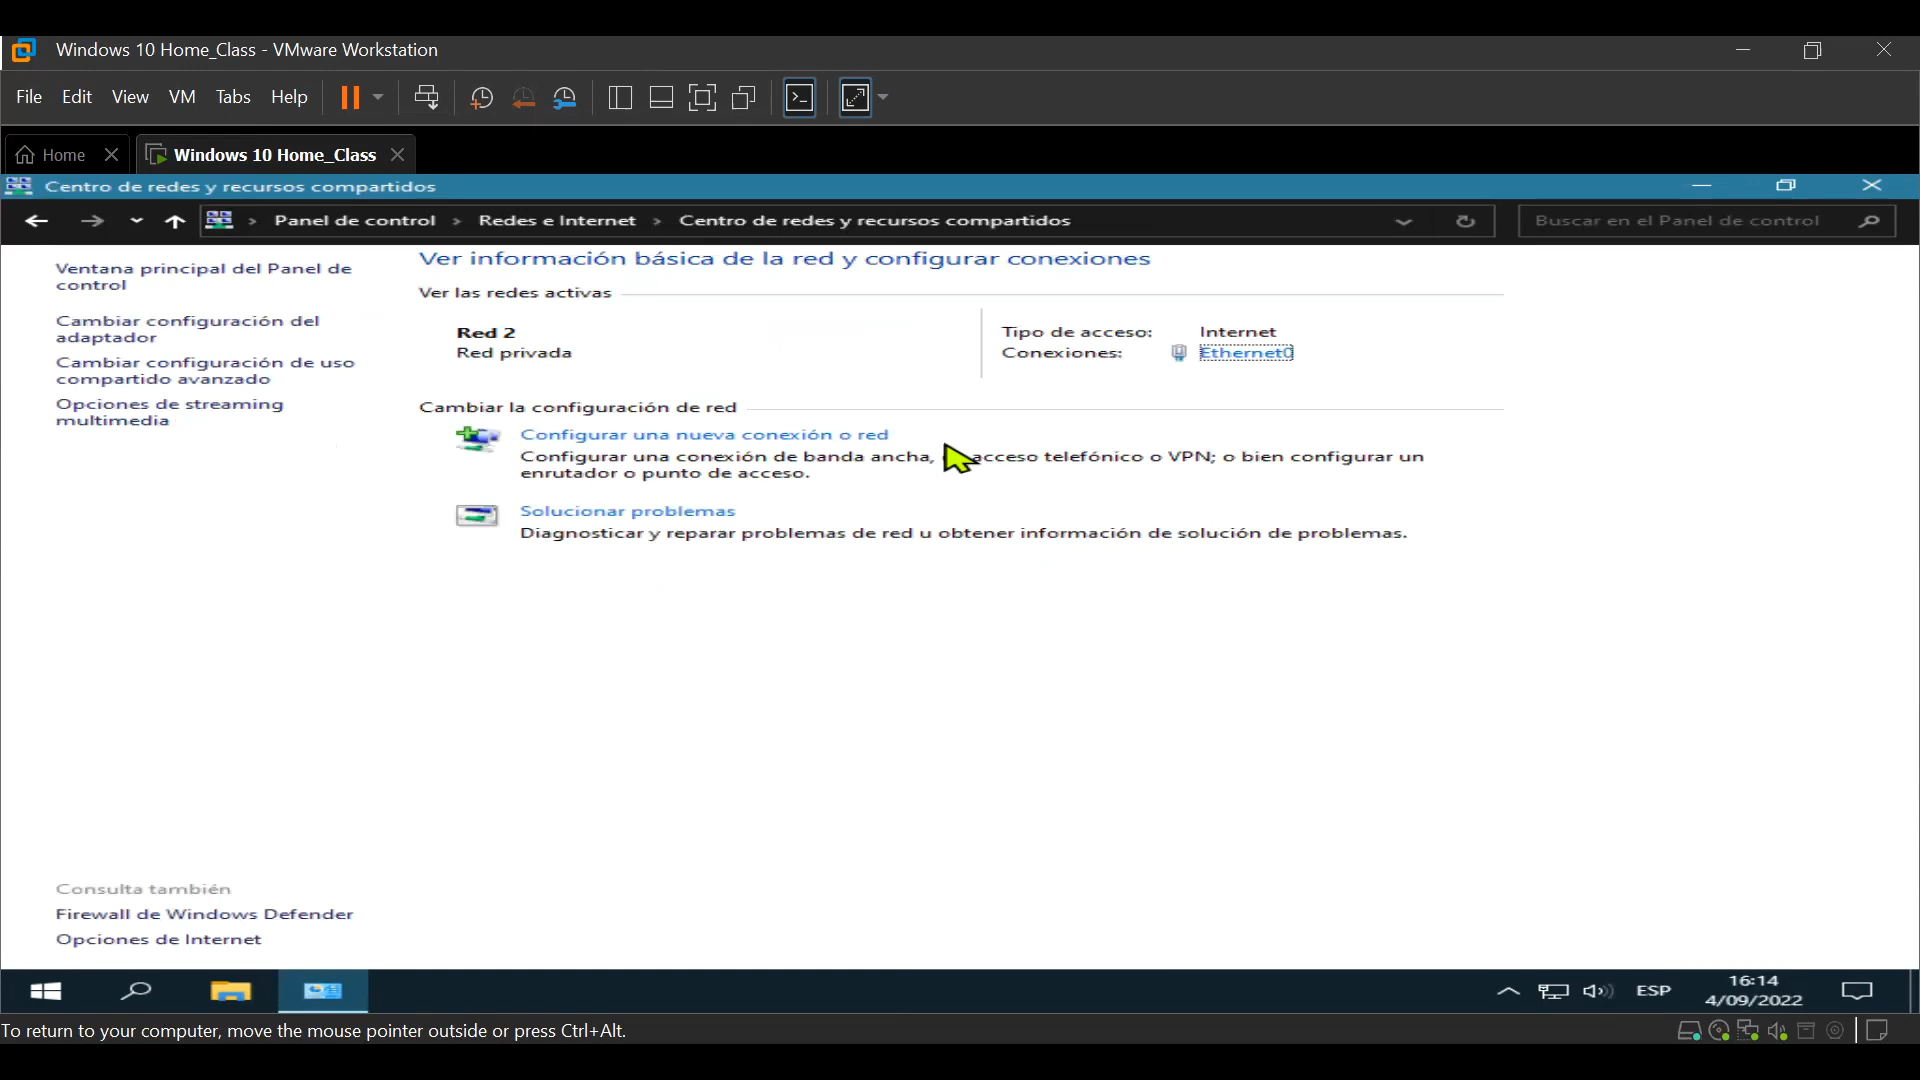 Windows 10 Home_Class - VMware Workstation
File Edit View VM Tabs Help
Home Windows 10 Home_Class
Centro de redes y recursos compartidos
Panel de control Redes e Internet Centro de redes y recursos compartidos Buscar en el Panel de control
Ventana principal del Panel de
control
Cambiar configuración del
adaptador
Cambiar configuración de uso
compartido avanzado
Opciones de streaming
multimedia
Ver información básica de la red y configurar conexiones
Ver las redes activas
Red 2
Red privada
Tipo de acceso: Internet
Conexiones: Ethernet0
Cambiar la configuración de red
Configurar una nueva conexión o red
Configurar una conexión de banda ancha, acceso telefónico o VPN; o bien configurar un
enrutador o punto de acceso.
Solucionar problemas
Diagnosticar y reparar problemas de red u obtener información de solución de problemas.
Consulta también
Firewall de Windows Defender
Opciones de Internet
ESP
16:14
4/09/2022
To return to your computer, move the mouse pointer outside or press Ctrl+Alt.